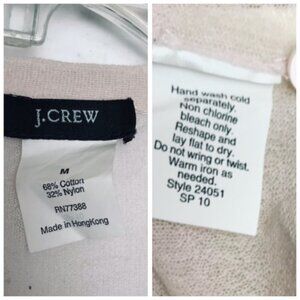 J.CREW
M
68% Cotton
32% Nylon
RN77388
Made in HongKong
Hand wash cold
separately.
Non chlorine
bleach only.
Reshape and
lay flat to dry.
Do not wring or twist.
Warm iron as
needed.
Style 24051
SP 10